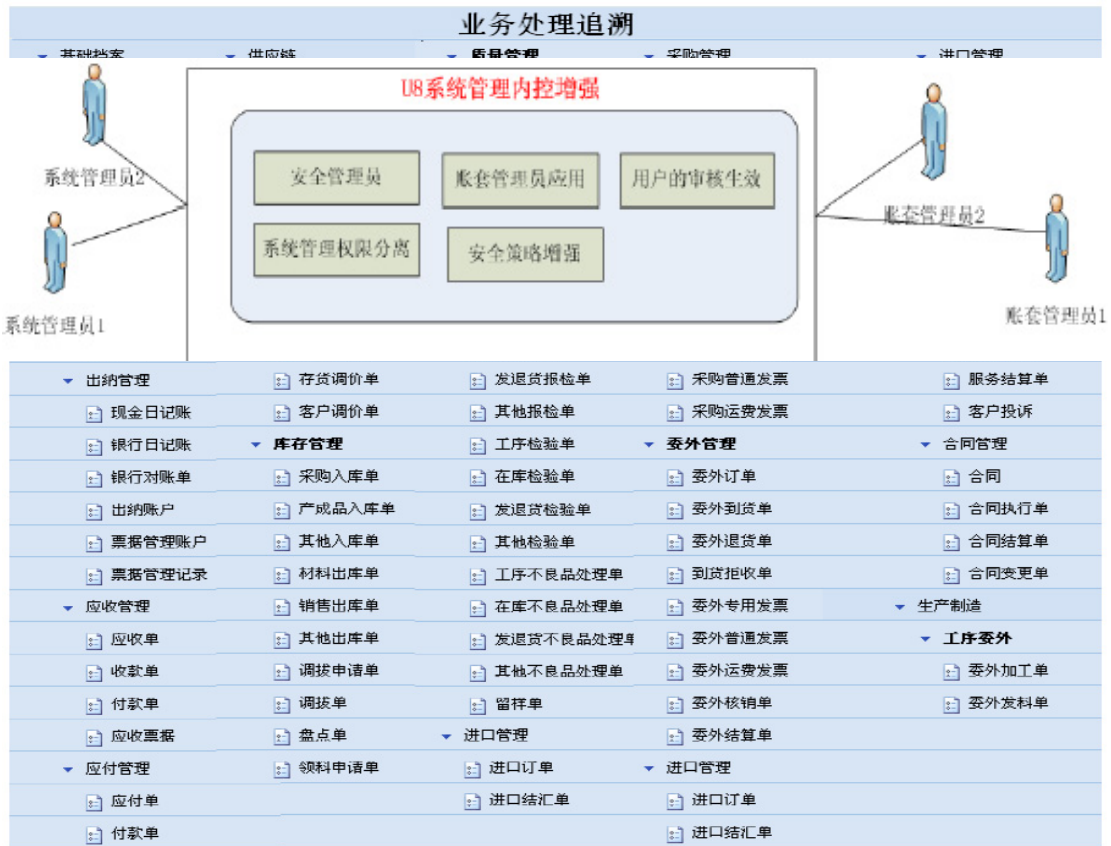 业务处理追溯
基础档案 供应链 质量管理 采购管理 进口管理
U8系统管理内控增强
系统管理员2
安全管理员 账套管理员应用 用户的审核生效
账套管理员2
系统管理权限分离 安全策略增强
系统管理员1
账套管理员1
出纳管理 存货调价单 发退货报检单 采购普通发票 服务结算单
现金日记账 客户调价单 其他报检单 采购运费发票 客户投诉
银行日记账 库存管理 工序检验单 委外管理 合同管理
银行对账单 采购入库单 在库检验单 委外订单 合同
出纳账户 产成品入库单 发退货检验单 委外到货单 合同执行单
票据管理账户 其他入库单 其他检验单 委外退货单 合同结算单
票据管理记录 材料出库单 工序不良品处理单 到货拒收单 合同变更单
应收管理 销售出库单 在库不良品处理单 委外专用发票 生产制造
应收单 其他出库单 发退货不良品处理单 委外普通发票 工序委外
收款单 调拨申请单 其他不良品处理单 委外运费发票 委外加工单
付款单 调拨单 留样单 委外核销单 委外发料单
应收票据 盘点单 进口管理 委外结算单
应付管理 领料申请单 进口订单 进口管理
应付单 进口结汇单 进口订单
付款单 进口结汇单